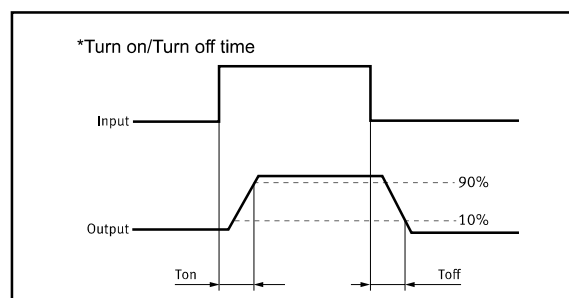 *Turn on/Turn off time
Input
90%
10%
Output
Ton
Toff